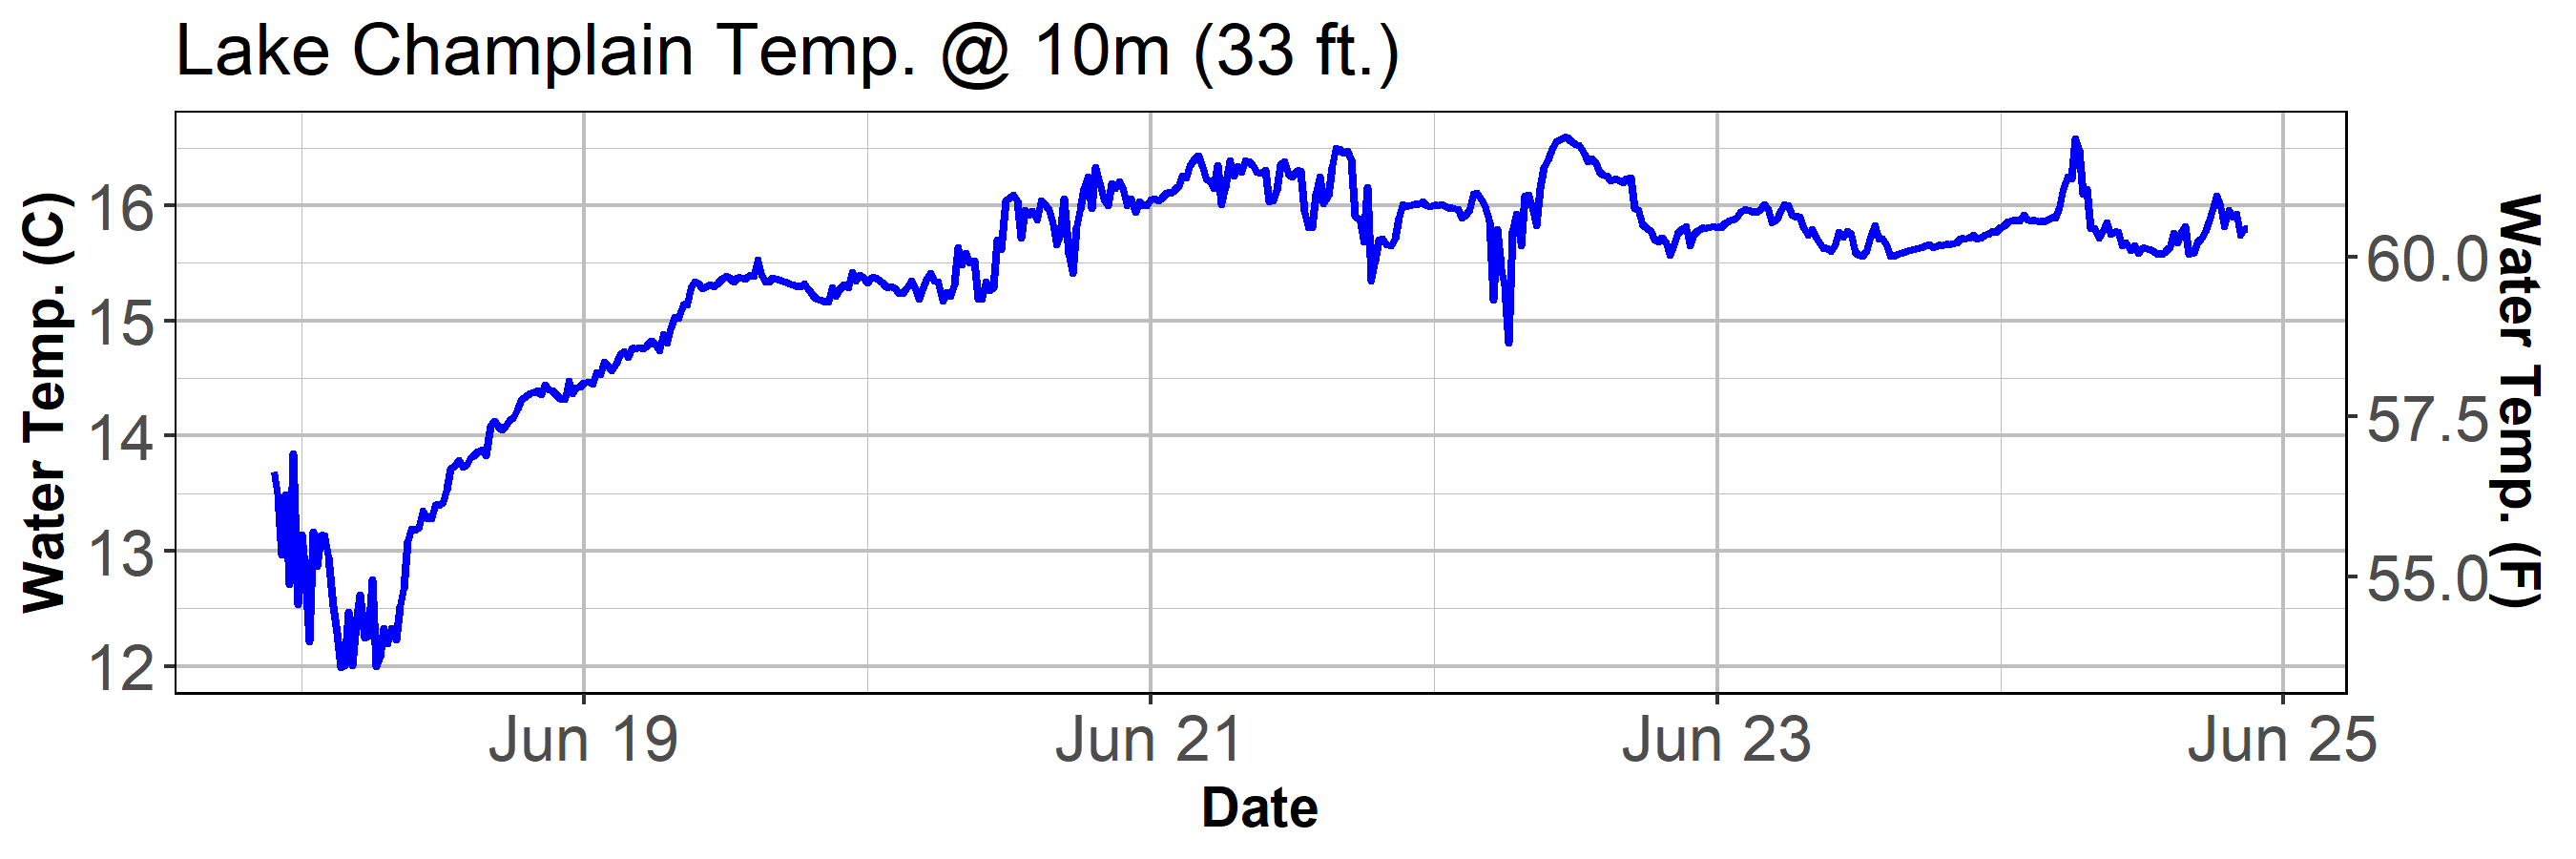 Lake Champlain Temp. @ 10m (33 ft.)
Water Temp. (C)
16
15
14
13
12
60.0
57.5
55.0
Water Temp. (F)
Jun 19
Jun 21
Jun 23
Jun 25
Date